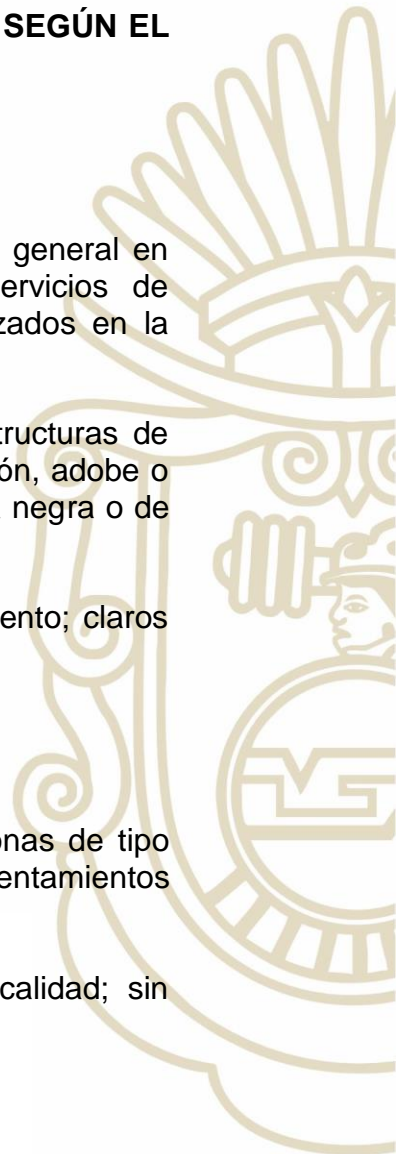 SEGÚN EL
general en
ervicios de
zados en la
tructuras de
ón, adobe o
negra o de
ento; claros
onas de tipo
entamientos
calidad; sin